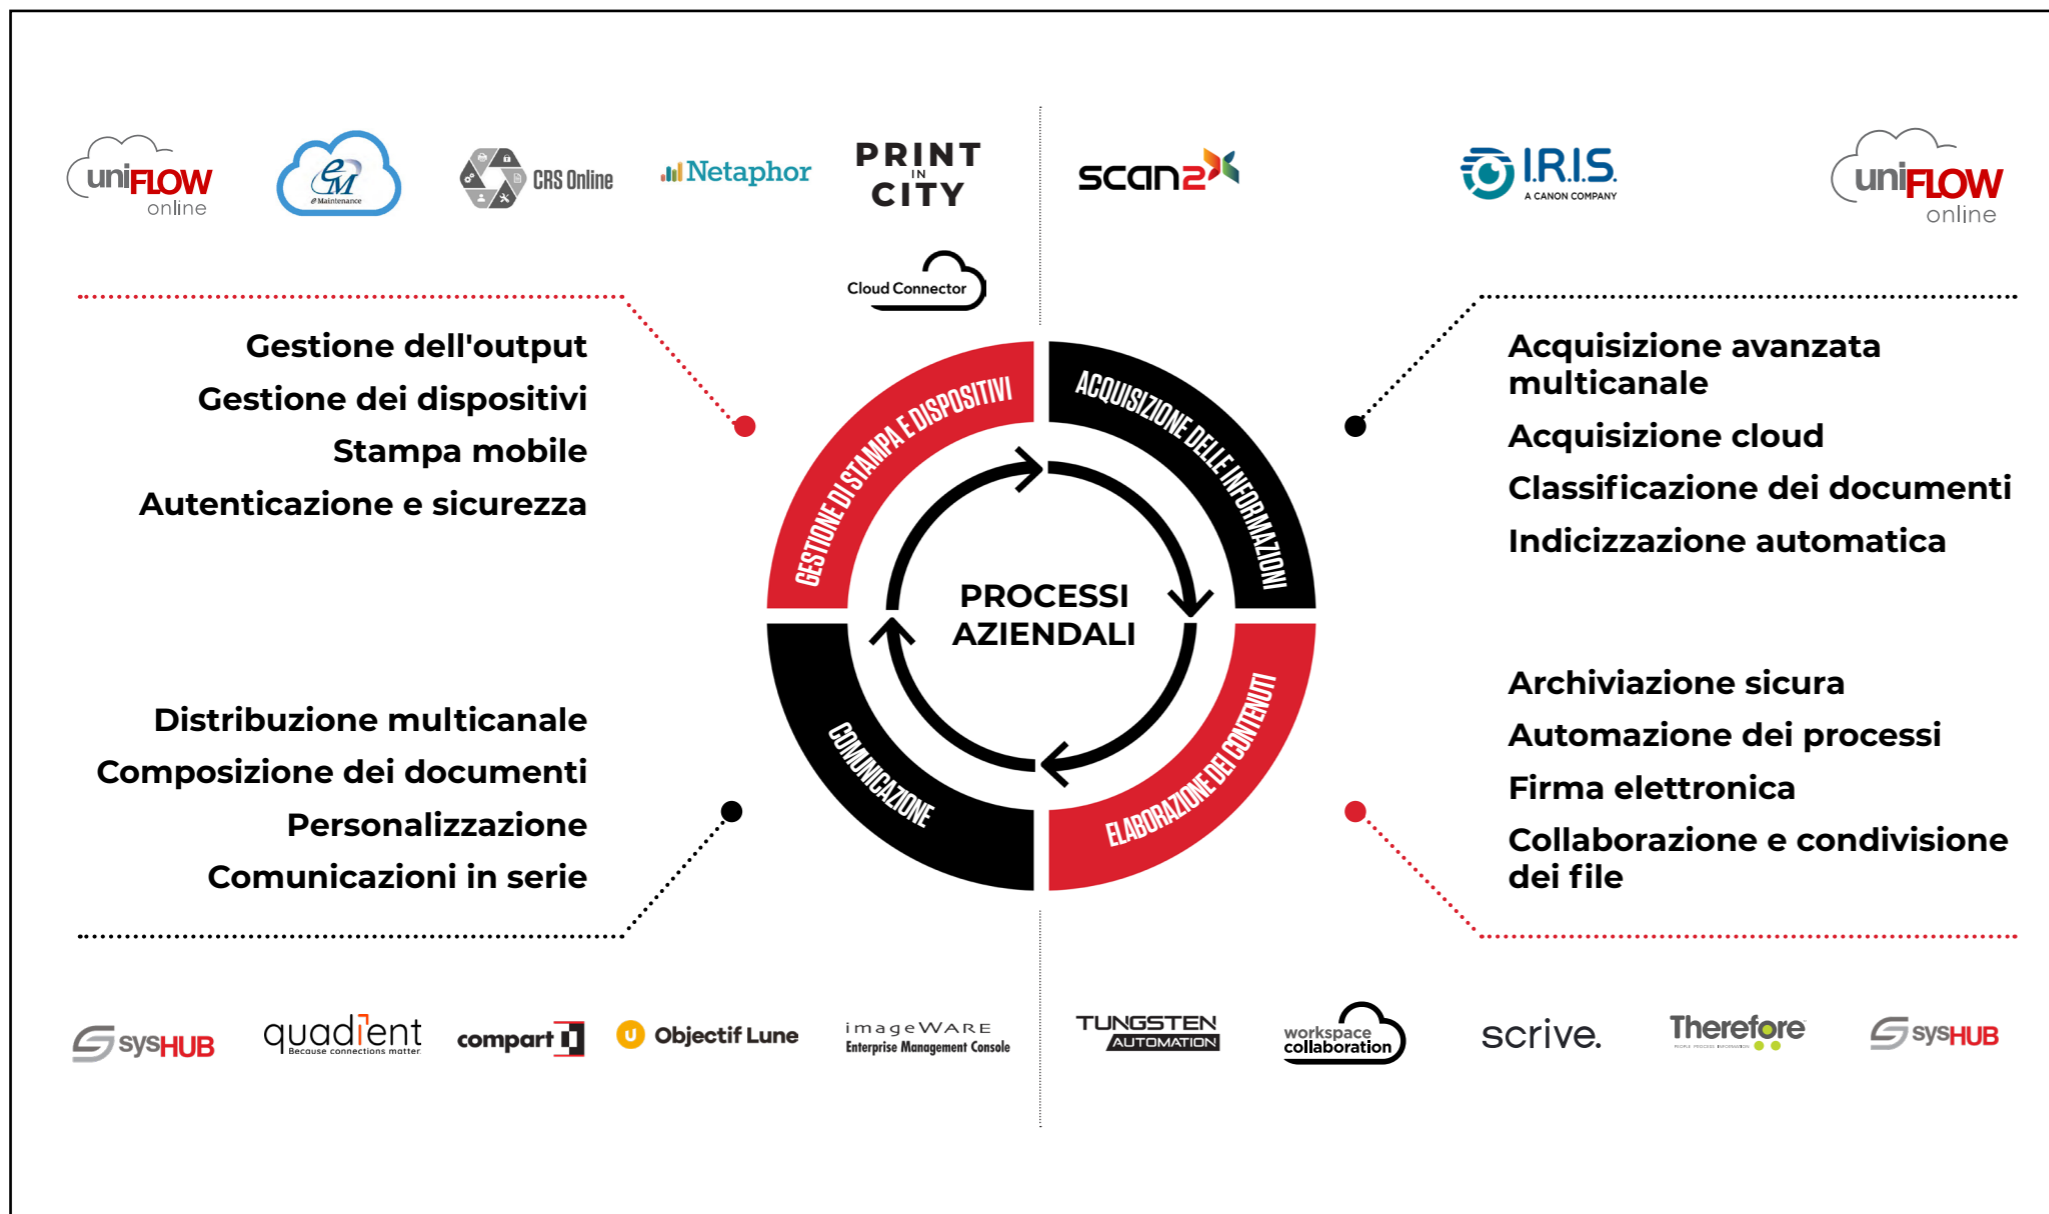 uniFLOW
online
eM
e Maintenance
CRS Online
Netaphor
PRINT
IN
CITY
Cloud Connector
scan2x
I.R.I.S.
A CANON COMPANY
uniFLOW
online
Gestione dell'output
Gestione dei dispositivi
Stampa mobile
Autenticazione e sicurezza
Acquisizione avanzata
multicanale
Acquisizione cloud
Classificazione dei documenti
Indicizzazione automatica
GESTIONE DI STAMPA E DISPOSITIVI
ACQUISIZIONE DELLE INFORMAZIONI
PROCESSI
AZIENDALI
COMUNICAZIONE
ELABORAZIONE DEI CONTENUTI
Distribuzione multicanale
Composizione dei documenti
Personalizzazione
Comunicazioni in serie
Archiviazione sicura
Automazione dei processi
Firma elettronica
Collaborazione e condivisione
dei file
sysHUB
quadient
Because connections matter.
compart
Objectif Lune
imageWARE
Enterprise Management Console
TUNGSTEN
AUTOMATION
workspace
collaboration
scrive.
Therefore
PEOPLE PROCESS INFORMATION
sysHUB